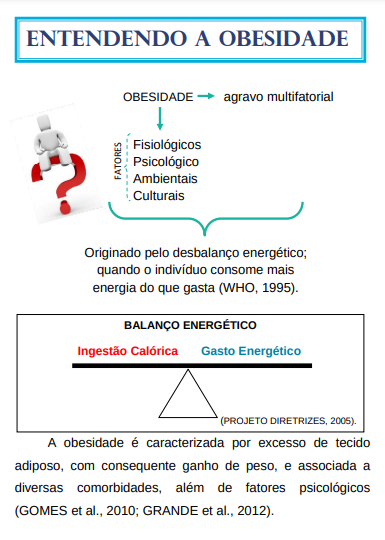 ENTENDENDO A OBESIDADE
OBESIDADE agravo multifatorial
FATORES
Fisiológicos
Psicológico
Ambientais
Culturais
Originado pelo desbalanço energético;
quando o indivíduo consome mais
energia do que gasta (WHO, 1995).
BALANÇO ENERGÉTICO
Ingestão Calórica Gasto Energético
(PROJETO DIRETRIZES, 2005).
A obesidade é caracterizada por excesso de tecido
adiposo, com consequente ganho de peso, e associada a
diversas comorbidades, além de fatores psicológicos
(GOMES et al., 2010; GRANDE et al., 2012).